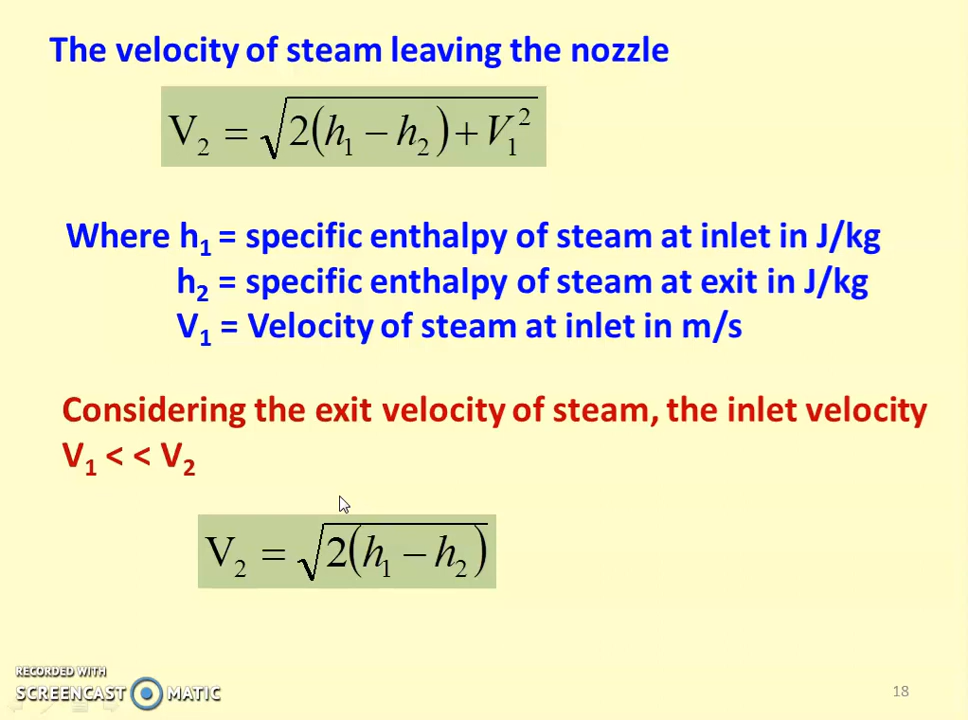 The velocity of steam leaving the nozzle
V₂ = √(2(h₁ − h₂) + V₁²)
Where h₁ = specific enthalpy of steam at inlet in J/kg
h₂ = specific enthalpy of steam at exit in J/kg
V₁ = Velocity of steam at inlet in m/s
Considering the exit velocity of steam, the inlet velocity
V₁ < < V₂
V₂ = √(2(h₁ − h₂))
RECORDED WITH
SCREENCAST MATIC
18